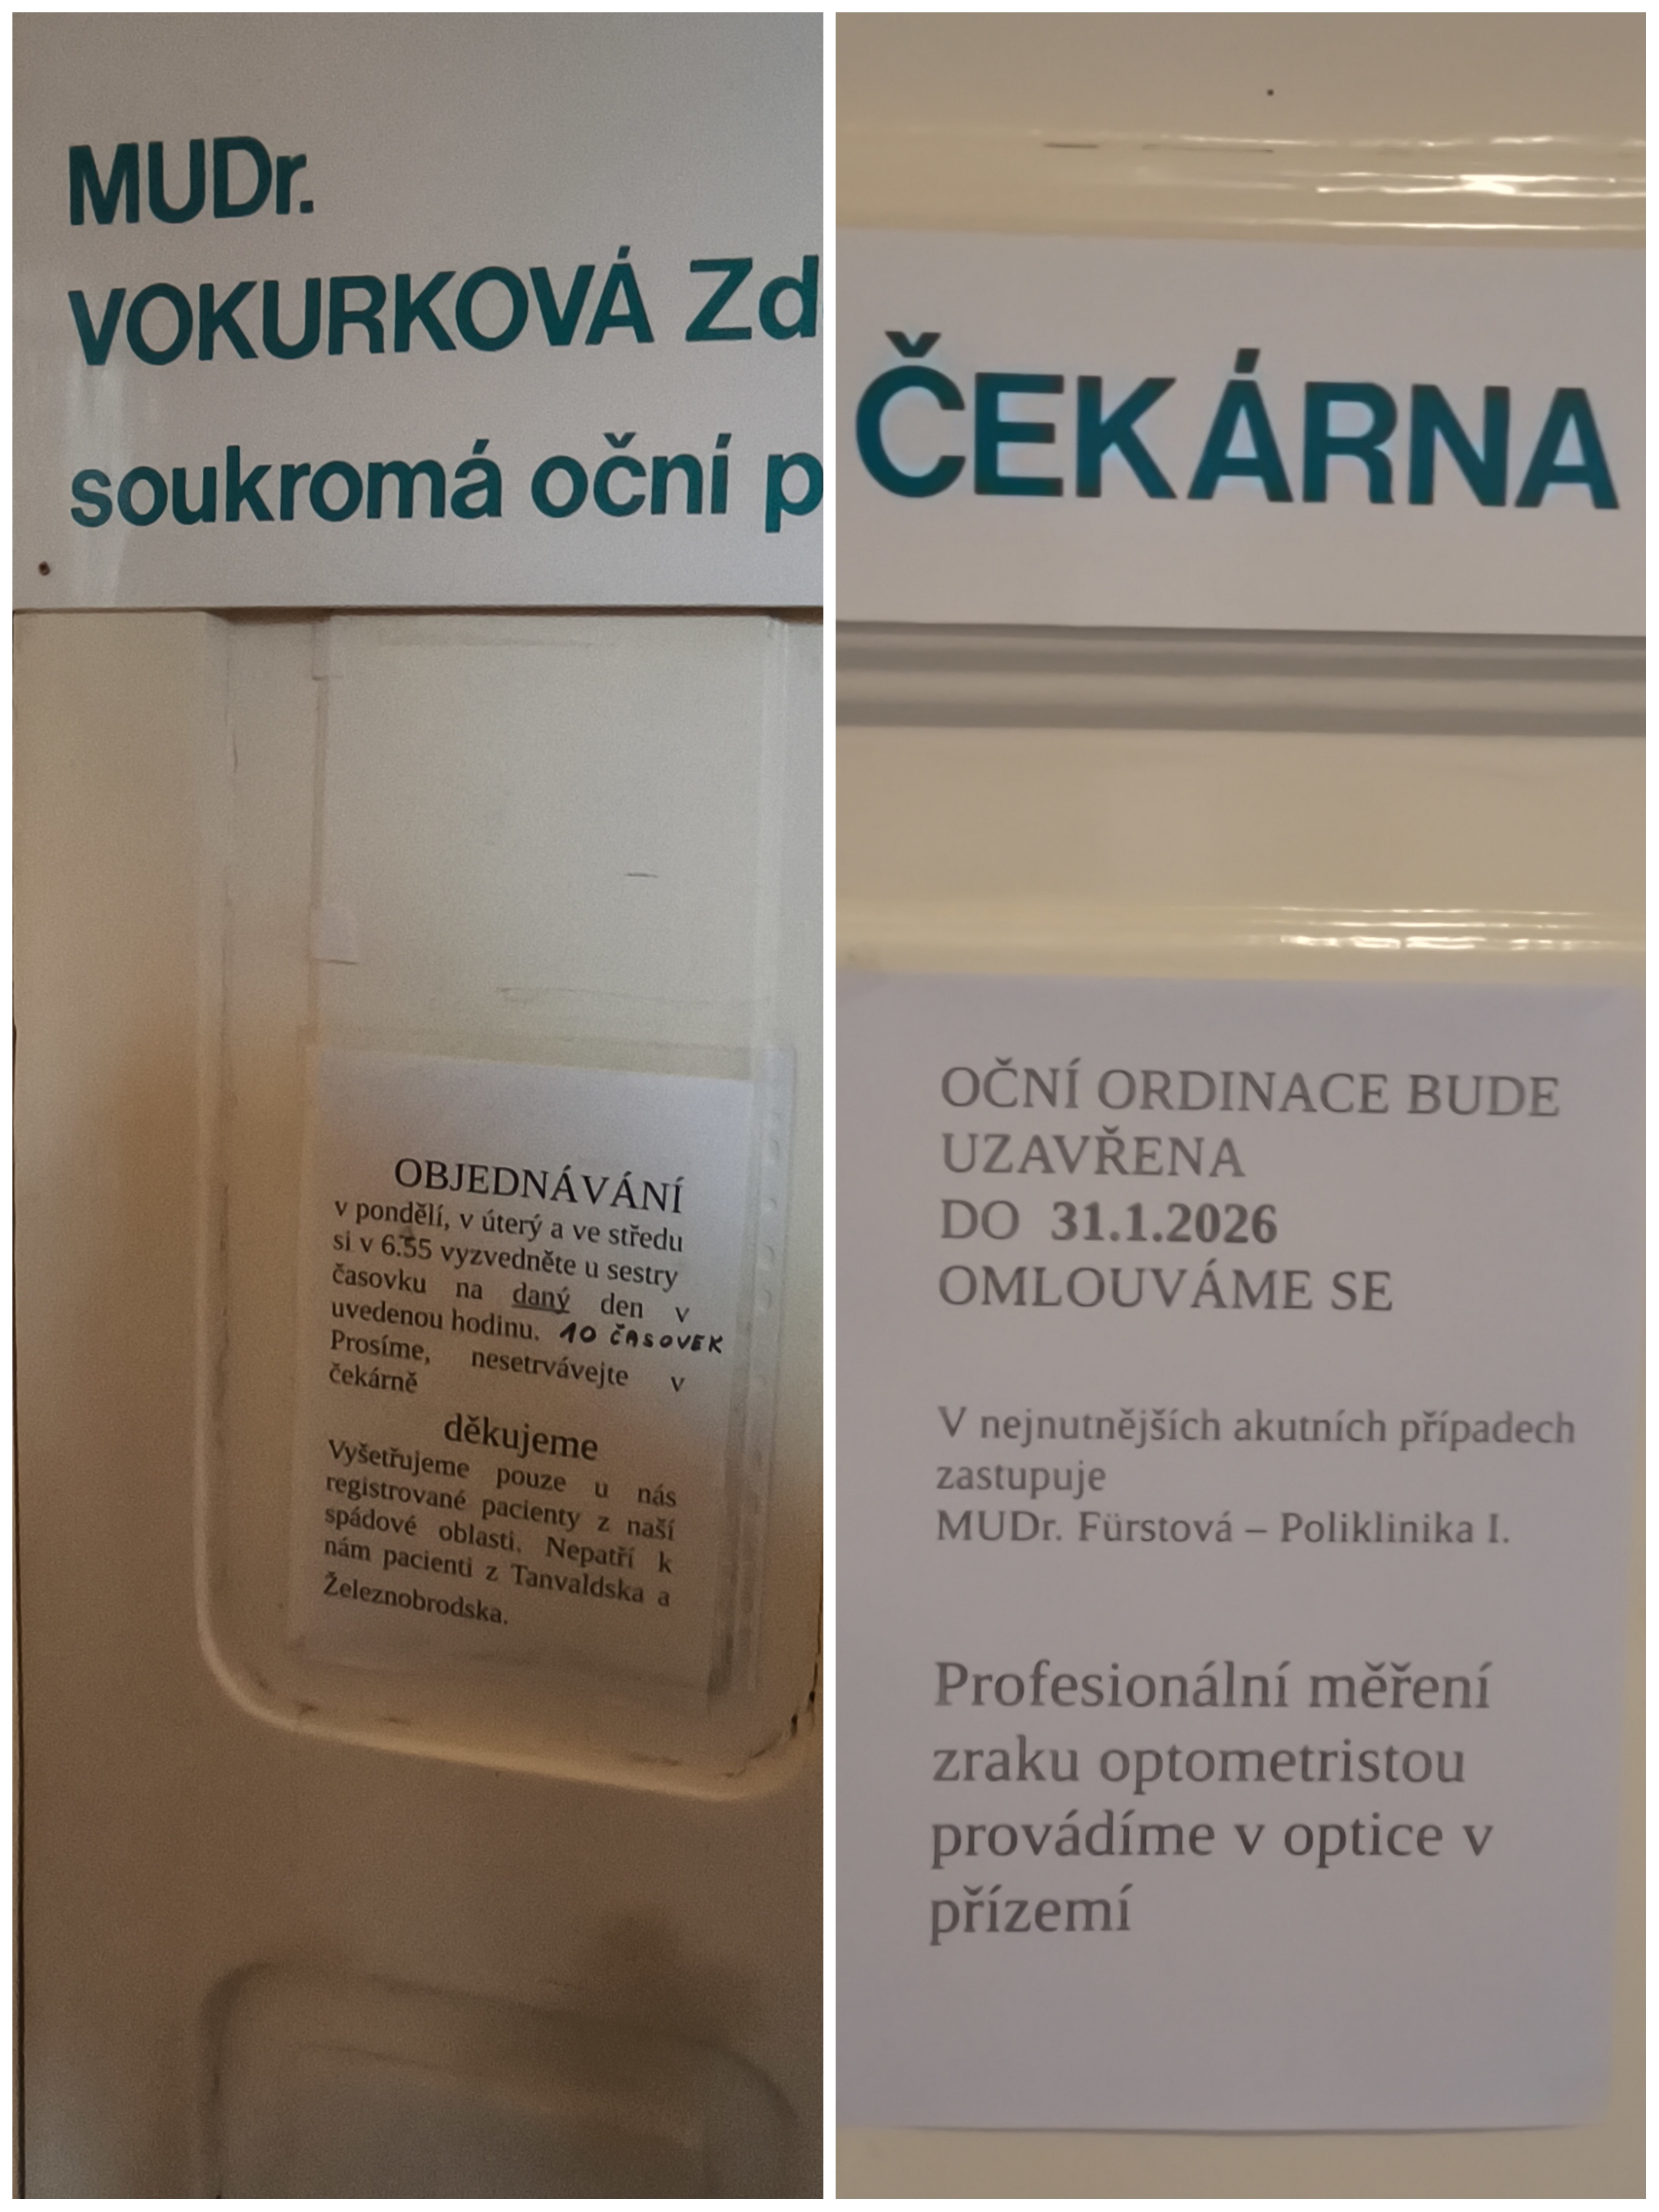 MUDr.
VOKURKOVÁ Zd
soukromá oční p
OBJEDNÁVÁNÍ
v pondělí, v úterý a ve středu
si v 6.55 vyzvedněte u sestry
časovku na daný den v
uvedenou hodinu. 10 ČASOVEK
Prosíme, nesetrvávejte v
čekárně
děkujeme
Vyšetřujeme pouze u nás
registrované pacienty z naší
spádové oblasti. Nepatří k
nám pacienti z Tanvaldska a
Železnobrodska.
ČEKÁRNA
OČNÍ ORDINACE BUDE
UZAVŘENA
DO 31.1.2026
OMLOUVÁME SE
V nejnutnějších akutních případech
zastupuje
MUDr. Fürstová – Poliklinika I.
Profesionální měření
zraku optometristou
provádíme v optice v
přízemí